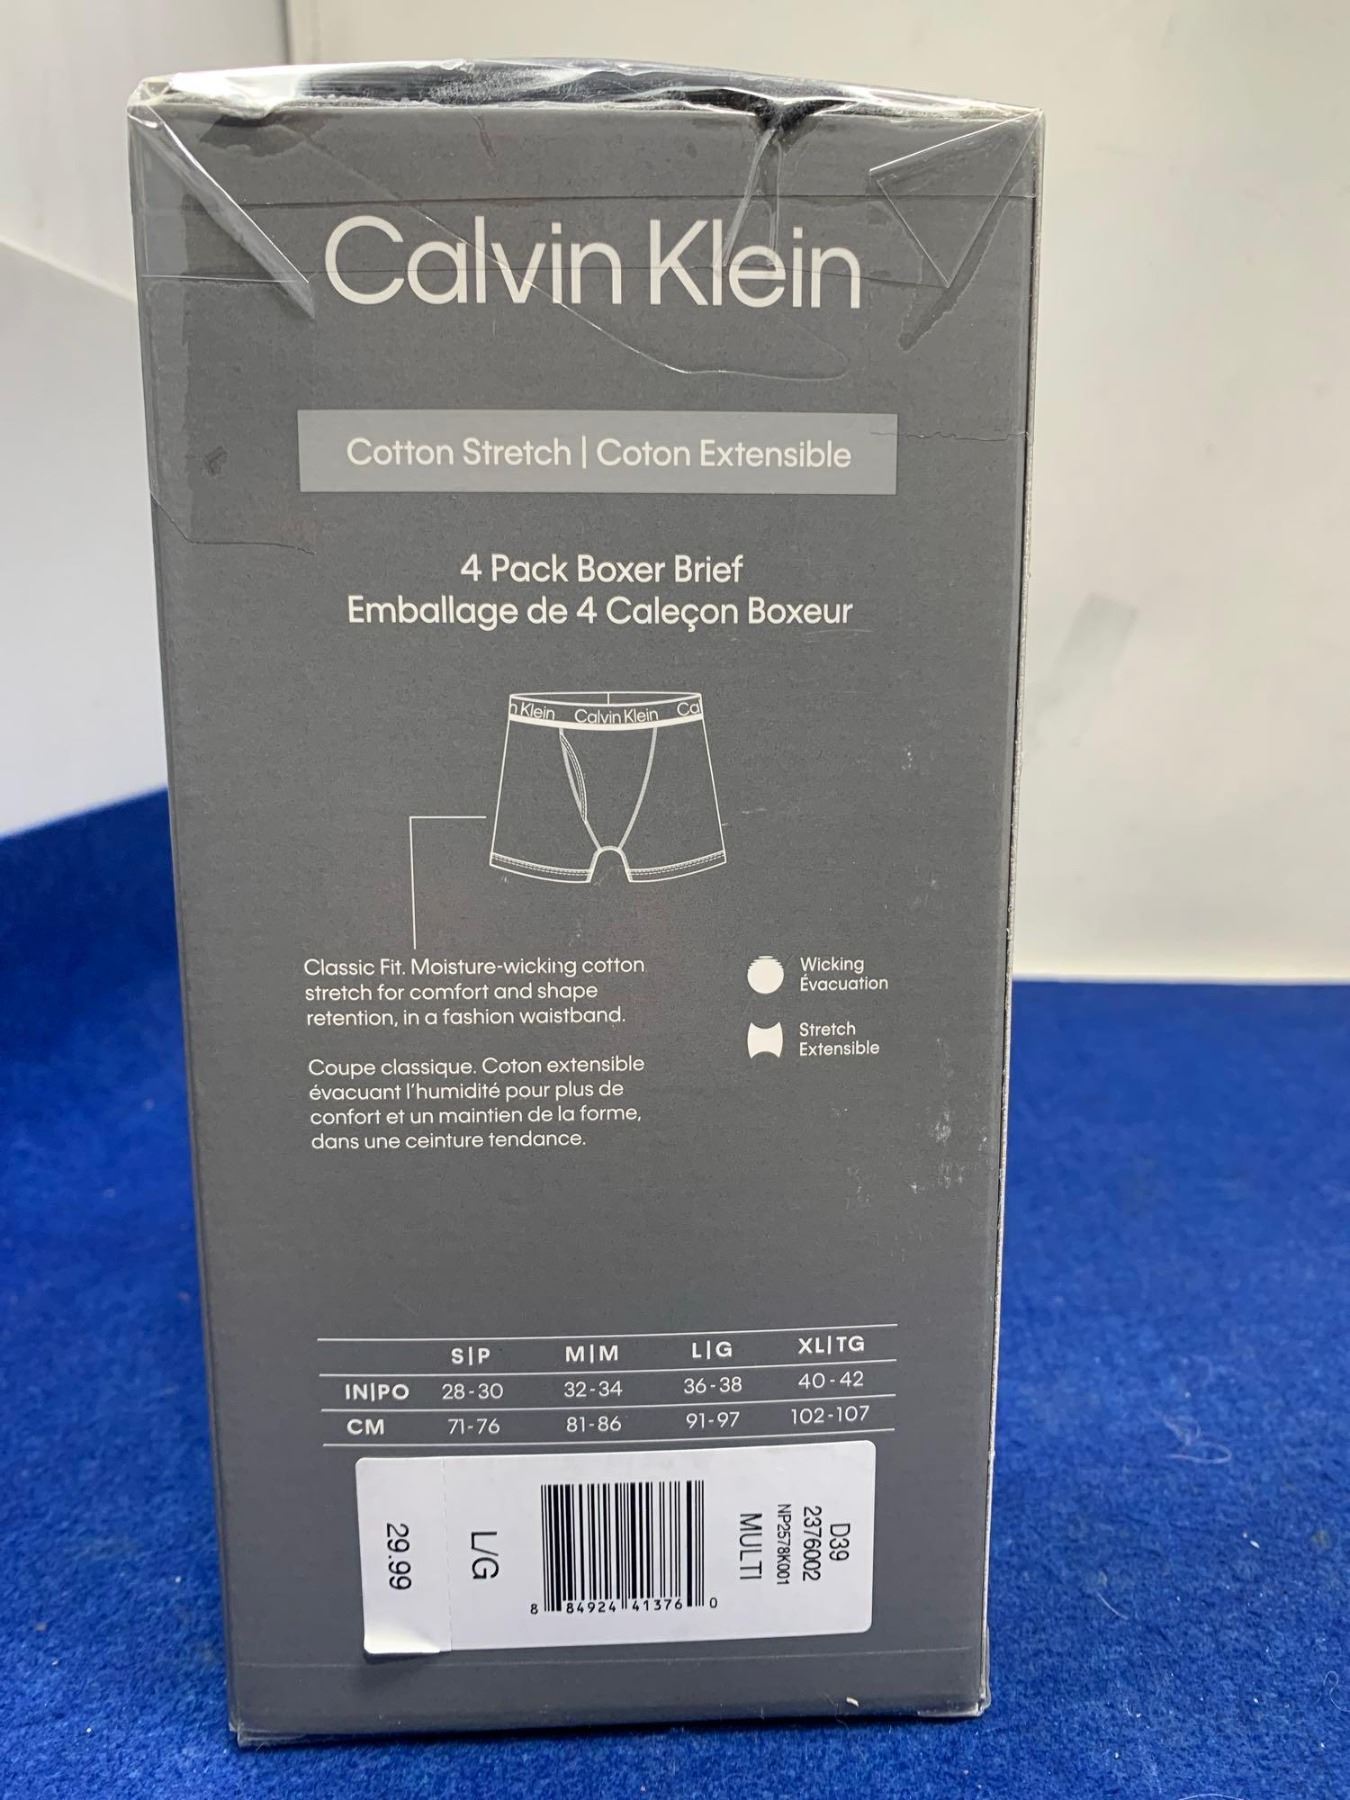 Calvin Klein
Cotton Stretch | Coton Extensible
4 Pack Boxer Brief
Emballage de 4 Caleçon Boxeur
n Klein Calvin Klein Ca
Classic Fit. Moisture-wicking cotton
stretch for comfort and shape
retention, in a fashion waistband.
Coupe classique. Coton extensible
évacuant l'humidité pour plus de
confort et un maintien de la forme,
dans une ceinture tendance.
Wicking
Évacuation
Stretch
Extensible
S|P M|M L|G XL|TG
IN|PO 28-30 32-34 36-38 40-42
CM 71-76 81-86 91-97 102-107
D39
2376002
NP2578K001
MULTI
8 84924 41376 0
L/G
29.99